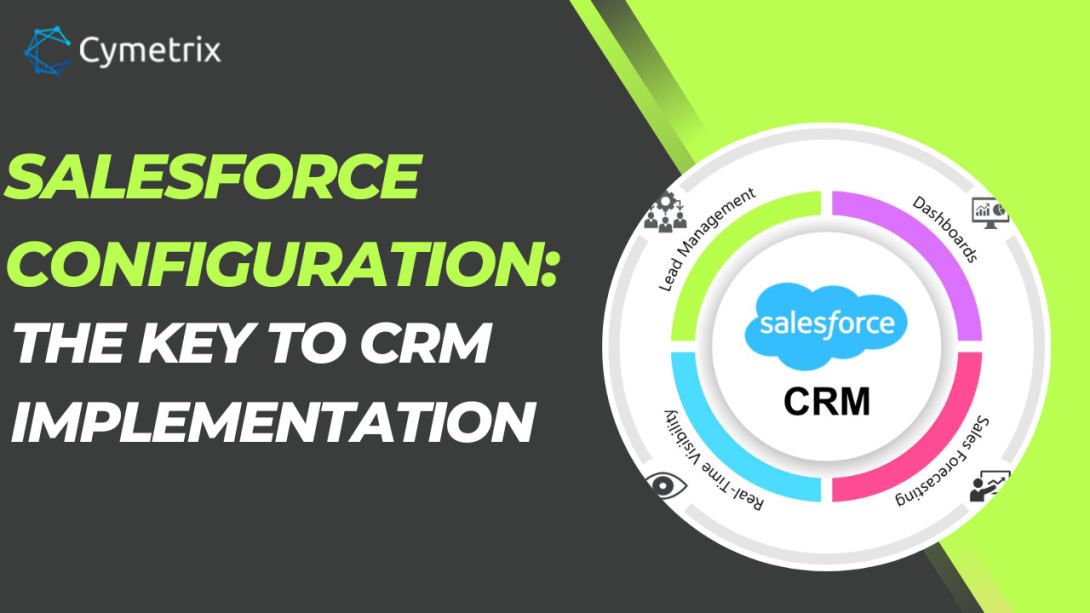 Cymetrix
SALESFORCE
CONFIGURATION:
THE KEY TO CRM
IMPLEMENTATION
Lead Management
Dashboards
salesforce
CRM
Real-Time Visibility
Sales Forecasting